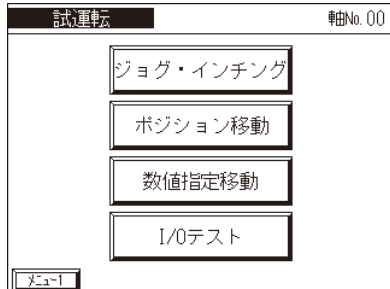 試運転 軸No. 00
ジョグ・インチング
ポジション移動
数値指定移動
I/Oテスト
メニュー1